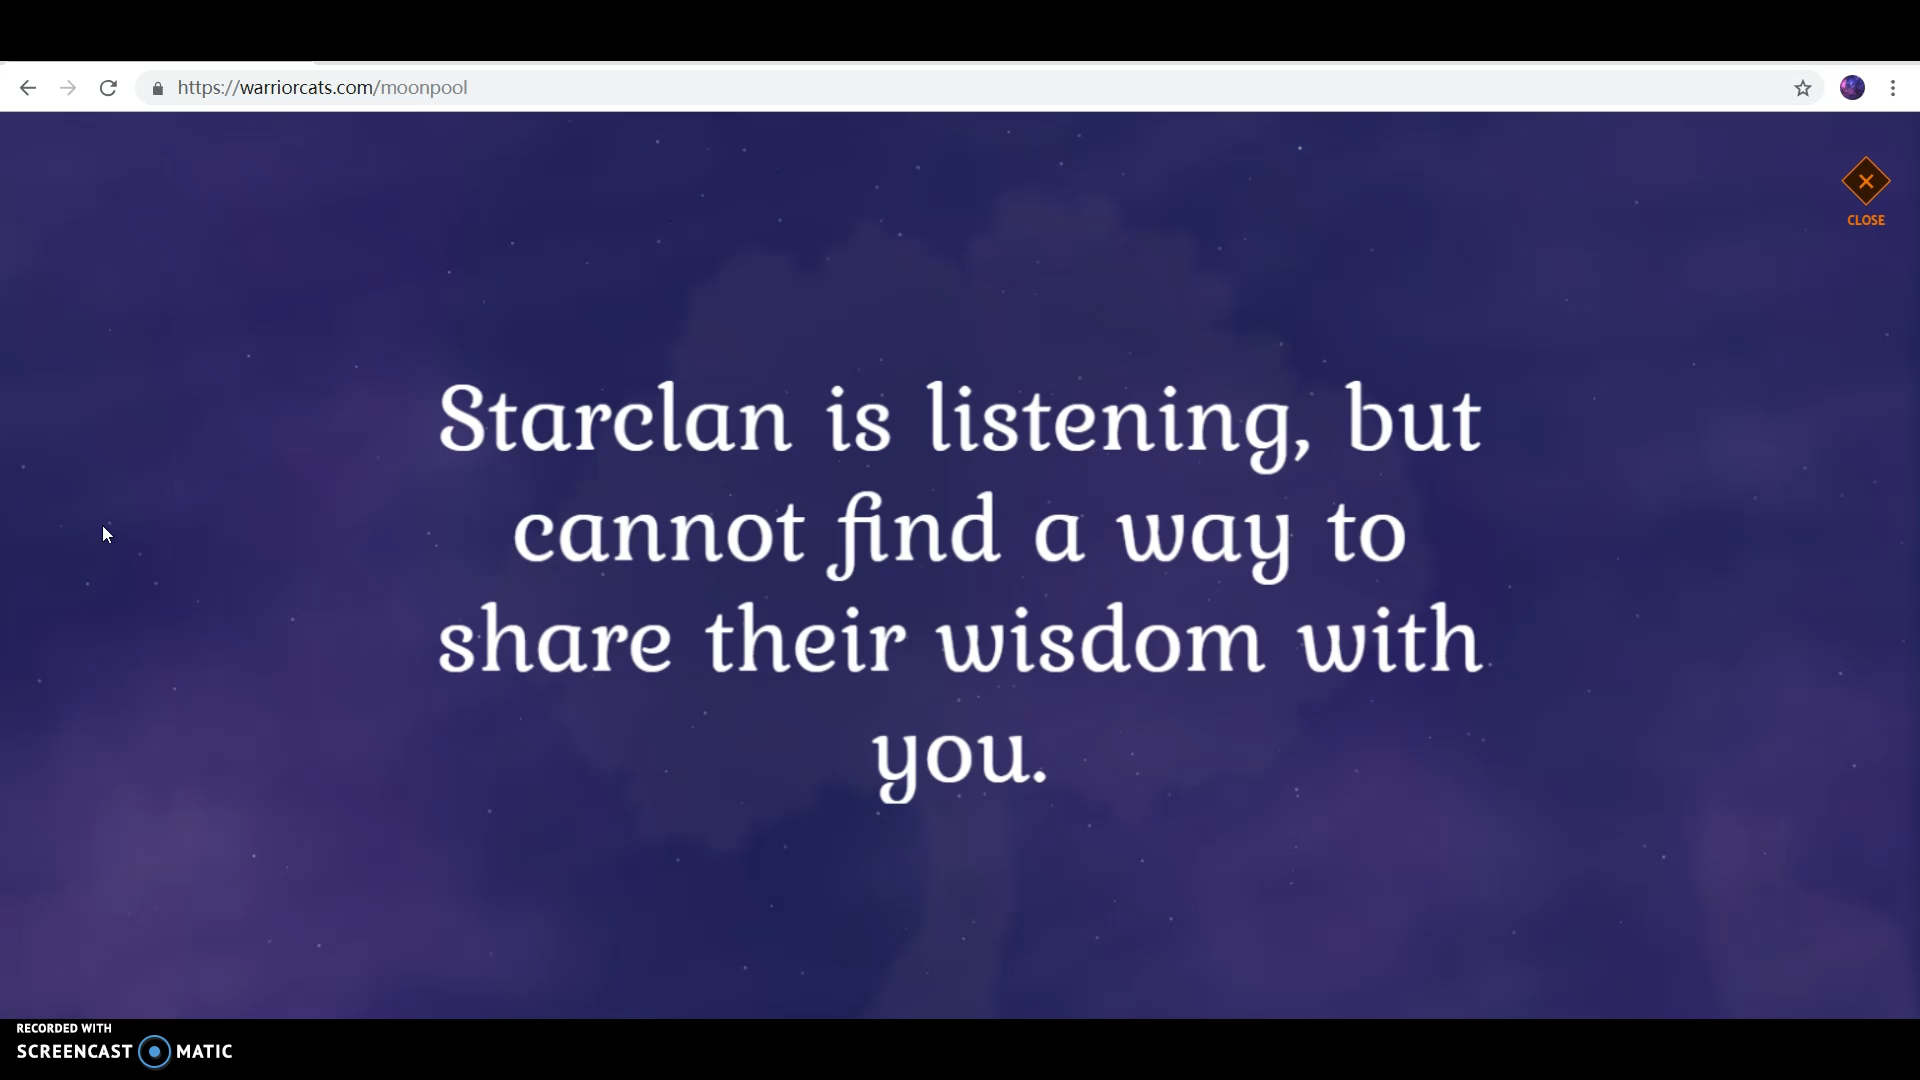 https://warriorcats.com/moonpool
CLOSE
Starclan is listening, but
cannot find a way to
share their wisdom with
you.
RECORDED WITH
SCREENCAST MATIC